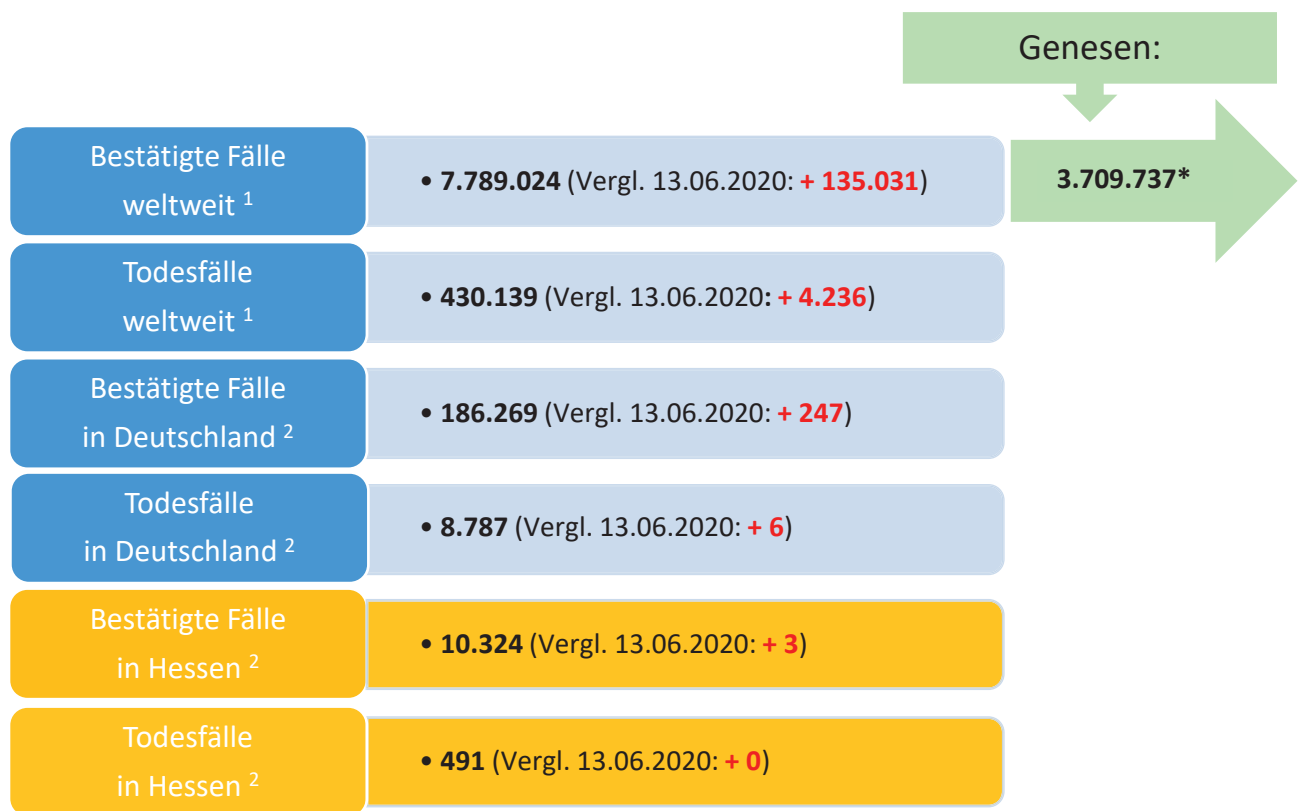 Genesen:
Bestätigte Fälle
weltweit ¹
• 7.789.024 (Vergl. 13.06.2020: + 135.031)
3.709.737*
Todesfälle
weltweit ¹
• 430.139 (Vergl. 13.06.2020: + 4.236)
Bestätigte Fälle
in Deutschland ²
• 186.269 (Vergl. 13.06.2020: + 247)
Todesfälle
in Deutschland ²
• 8.787 (Vergl. 13.06.2020: + 6)
Bestätigte Fälle
in Hessen ²
• 10.324 (Vergl. 13.06.2020: + 3)
Todesfälle
in Hessen ²
• 491 (Vergl. 13.06.2020: + 0)